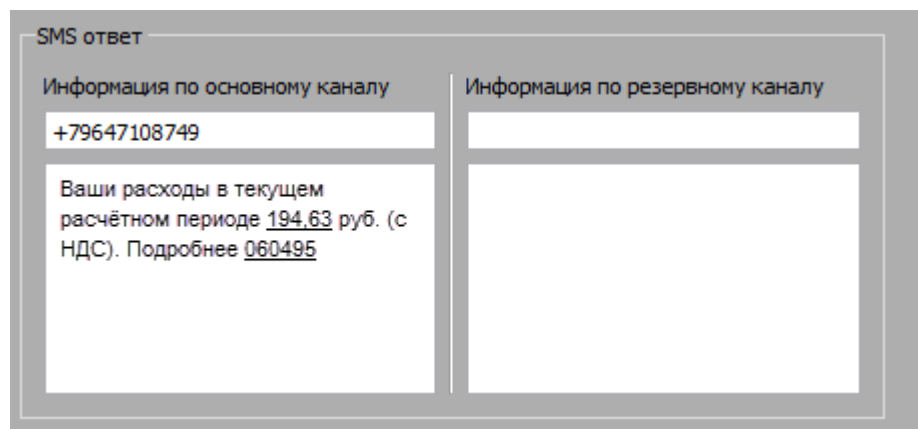 SMS ответ
Информация по основному каналу
Информация по резервному каналу
+79647108749
Ваши расходы в текущем
расчётном периоде 194,63 руб. (с
НДС). Подробнее 060495